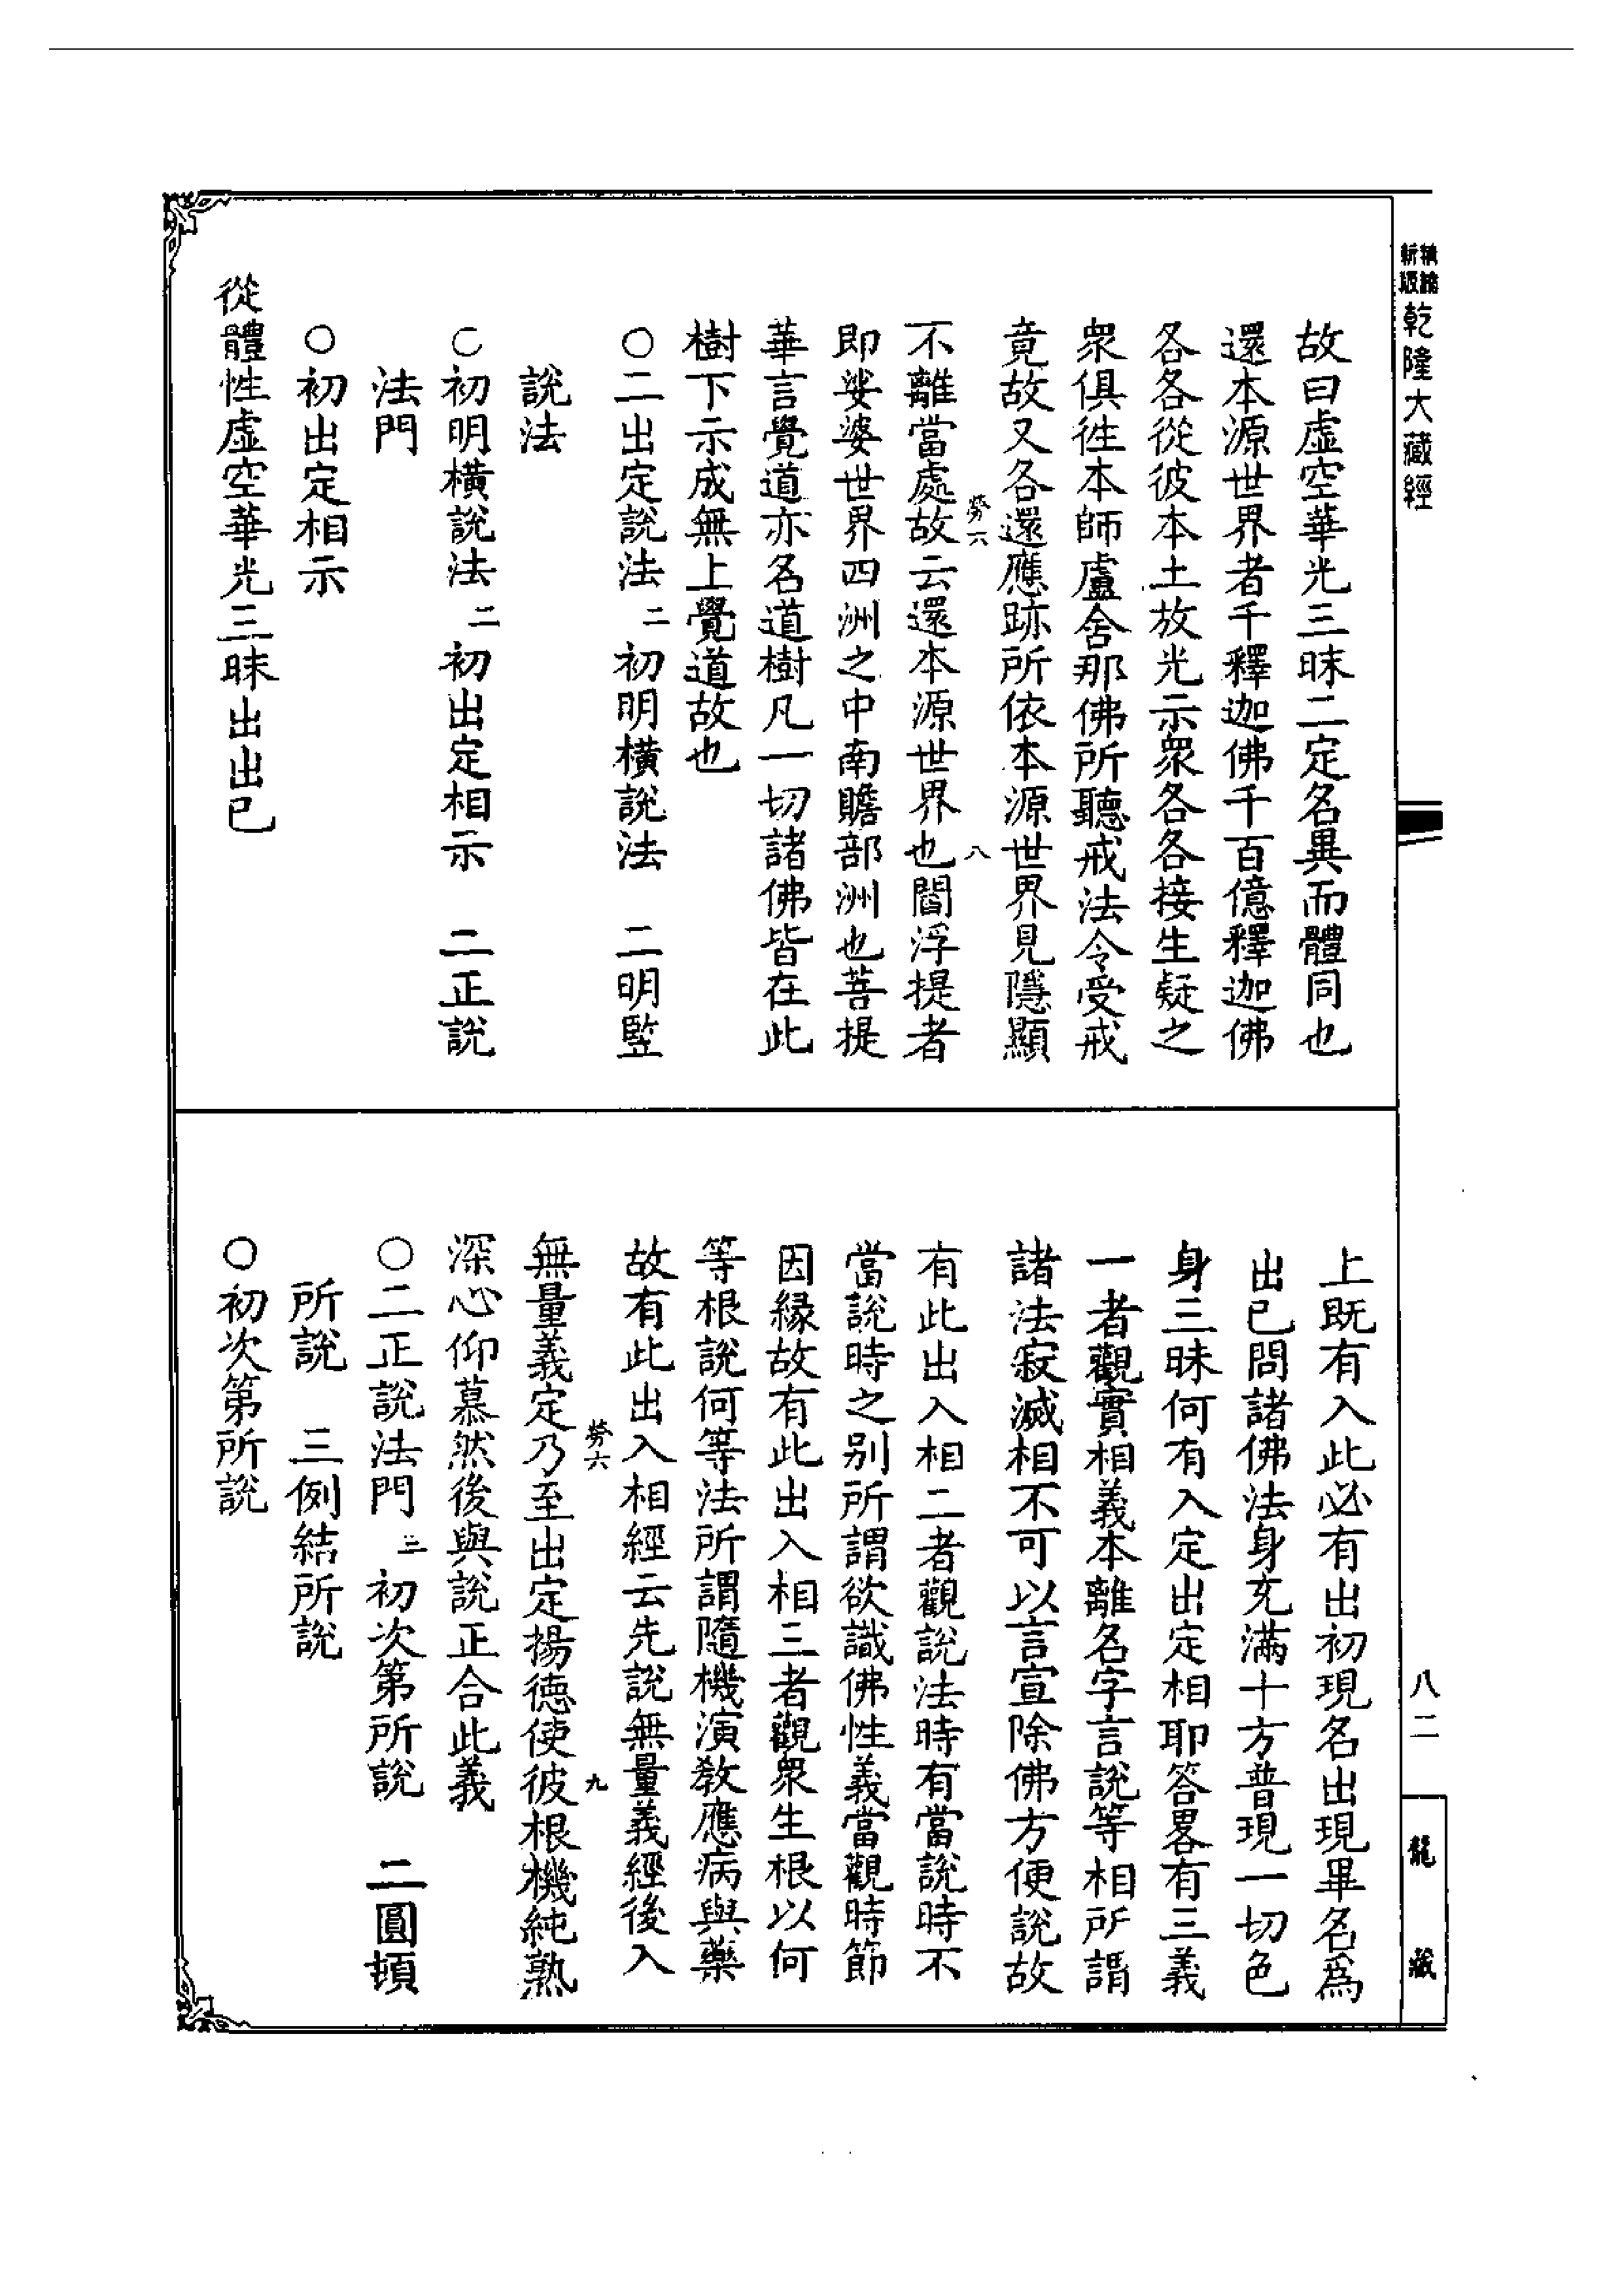 精論
新版
乾隆大藏經
故曰虛空華光三昧二定名異而體同也
還本源世界者千釋迦佛千百億釋迦佛
各各從彼本土放光示眾各各接生疑之
眾俱徃本師盧舍那佛所聽戒法令受戒
竟故又各還應跡所依本源世界見隱顯
勞六
八
不離當處故云還本源世界也閻浮提者
即娑婆世界四洲之中南贍部洲也菩提
華言覺道亦名道樹凡一切諸佛皆在此
樹下示成無上覺道故也
○二出定說法 二 初明橫說法 二明竪
說法
○初明橫說法 二 初出定相示 二正說
法門
○初出定相示
從體性虛空華光三昧出出已
上既有入此必有出初現名出現畢名為
出已問諸佛法身充滿十方普現一切色
身三昧何有入定出定相耶答畧有三義
一者觀實相義本離名字言說等相所謂
諸法寂滅相不可以言宣除佛方便說故
有此出入相二者觀說法時有當說時不
當說時之別所謂欲識佛性義當觀時節
因緣故有此出入相三者觀眾生根以何
等根說何等法所謂隨機演教應病與藥
故有此出入相經云先說無量義經後入
勞六
九
無量義定乃至出定揚德使彼根機純熟
深心仰慕然後與說正合此義
○二正說法門 三 初次第所說 二圓頓
所說 三例結所說
○初次第所說
八二
龍藏